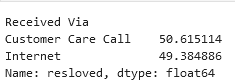 Received Via
Customer Care Call    50.615114
Internet              49.384886
Name: resloved, dtype: float64